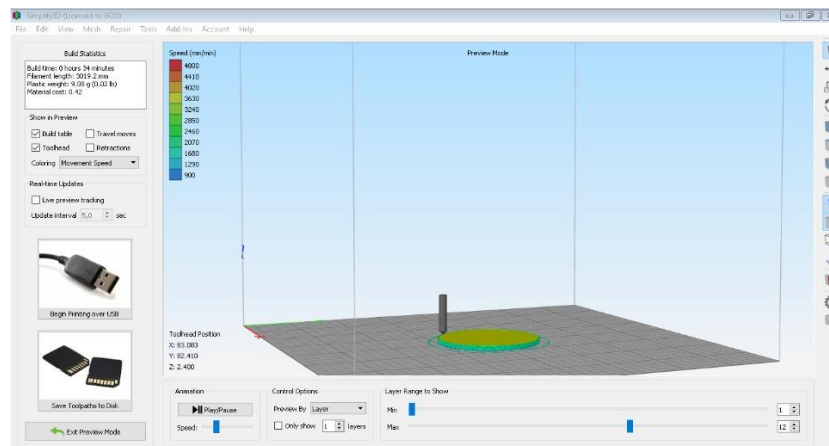 Simplify3D (Licensed to GOD)
File Edit View Mesh Repair Tools Add-Ins Account Help
Build Statistics
Build time: 0 hours 34 minutes
Filament length: 3019.2 mm
Plastic weight: 9.08 g (0.02 lb)
Material cost: 0.42
Show in Preview
Build table
Travel moves
Toolhead
Retractions
Coloring Movement Speed
Real-time Updates
Live preview tracking
Update interval 5,0 sec
Begin Printing over USB
Save Toolpaths to Disk
Exit Preview Mode
Speed (mm/min)
4800
4410
4020
3630
3240
2850
2460
2070
1680
1290
900
Preview Mode
Toolhead Position
X: 83.083
Y: 82.410
Z: 2.400
Animation
Play/Pause
Speed:
Control Options
Preview By Layer
Only show 1 layers
Layer Range to Show
Min 1
Max 12